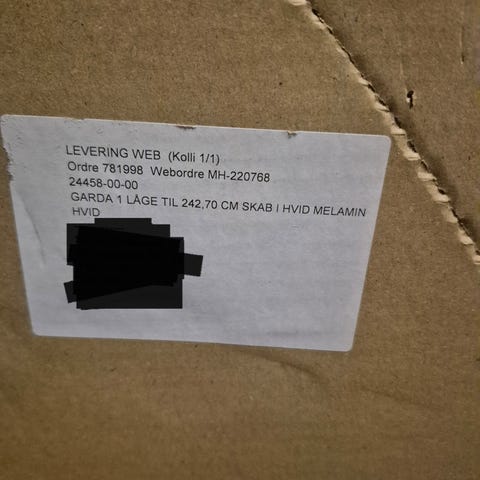 LEVERING WEB (Kolli 1/1)
Ordre 781998 Webordre MH-220768
24458-00-00
GARDA 1 LÅGE TIL 242,70 CM SKAB I HVID MELAMIN
HVID